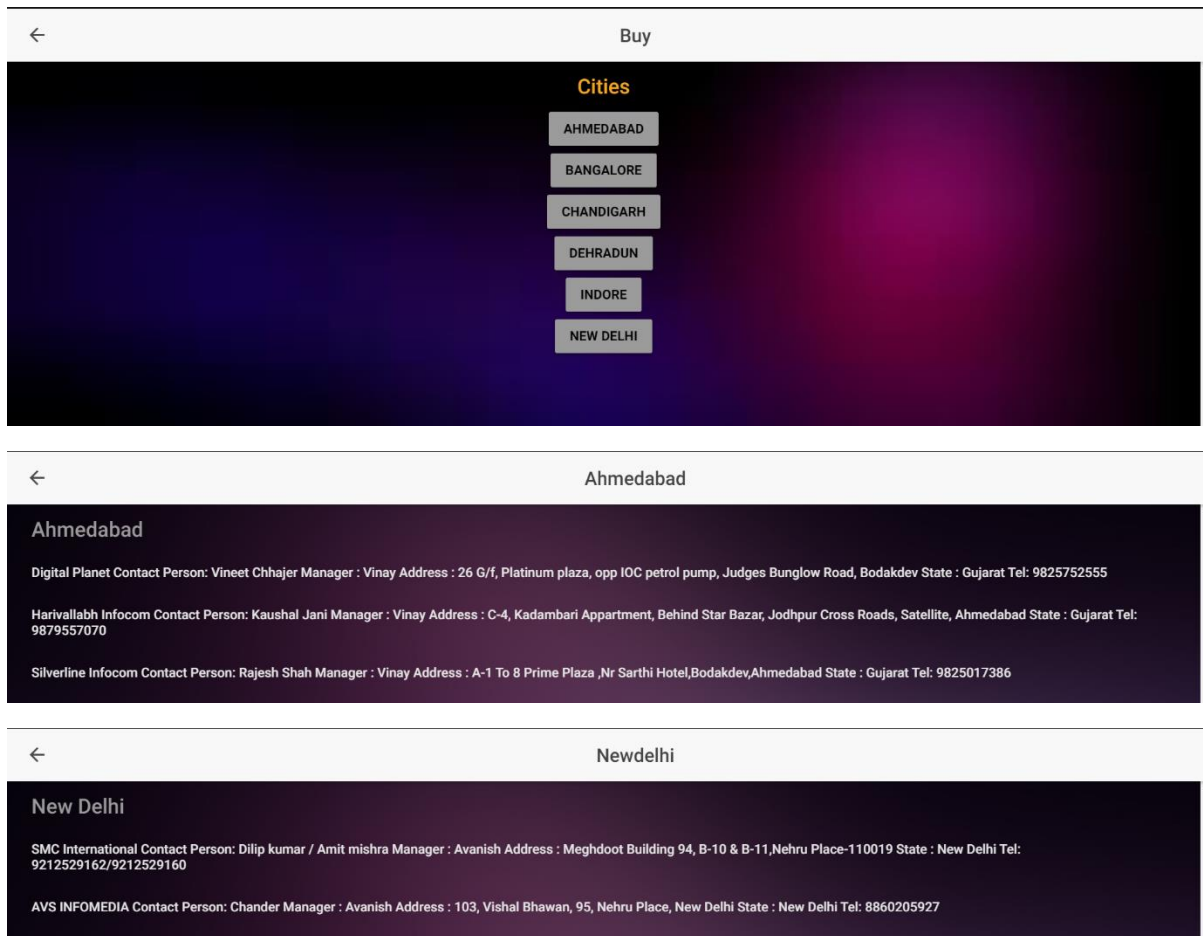 Buy
Cities
AHMEDABAD
BANGALORE
CHANDIGARH
DEHRADUN
INDORE
NEW DELHI
Ahmedabad
Ahmedabad
Digital Planet Contact Person: Vineet Chhajer Manager : Vinay Address : 26 G/f, Platinum plaza, opp IOC petrol pump, Judges Bunglow Road, Bodakdev State : Gujarat Tel: 9825752555
Harivallabh Infocom Contact Person: Kaushal Jani Manager : Vinay Address : C-4, Kadambari Appartment, Behind Star Bazar, Jodhpur Cross Roads, Satellite, Ahmedabad State : Gujarat Tel:
9879557070
Silverline Infocom Contact Person: Rajesh Shah Manager : Vinay Address : A-1 To 8 Prime Plaza ,Nr Sarthi Hotel,Bodakdev,Ahmedabad State : Gujarat Tel: 9825017386
Newdelhi
New Delhi
SMC International Contact Person: Dilip kumar / Amit mishra Manager : Avanish Address : Meghdoot Building 94, B-10 & B-11,Nehru Place-110019 State : New Delhi Tel:
9212529162/9212529160
AVS INFOMEDIA Contact Person: Chander Manager : Avanish Address : 103, Vishal Bhawan, 95, Nehru Place, New Delhi State : New Delhi Tel: 8860205927